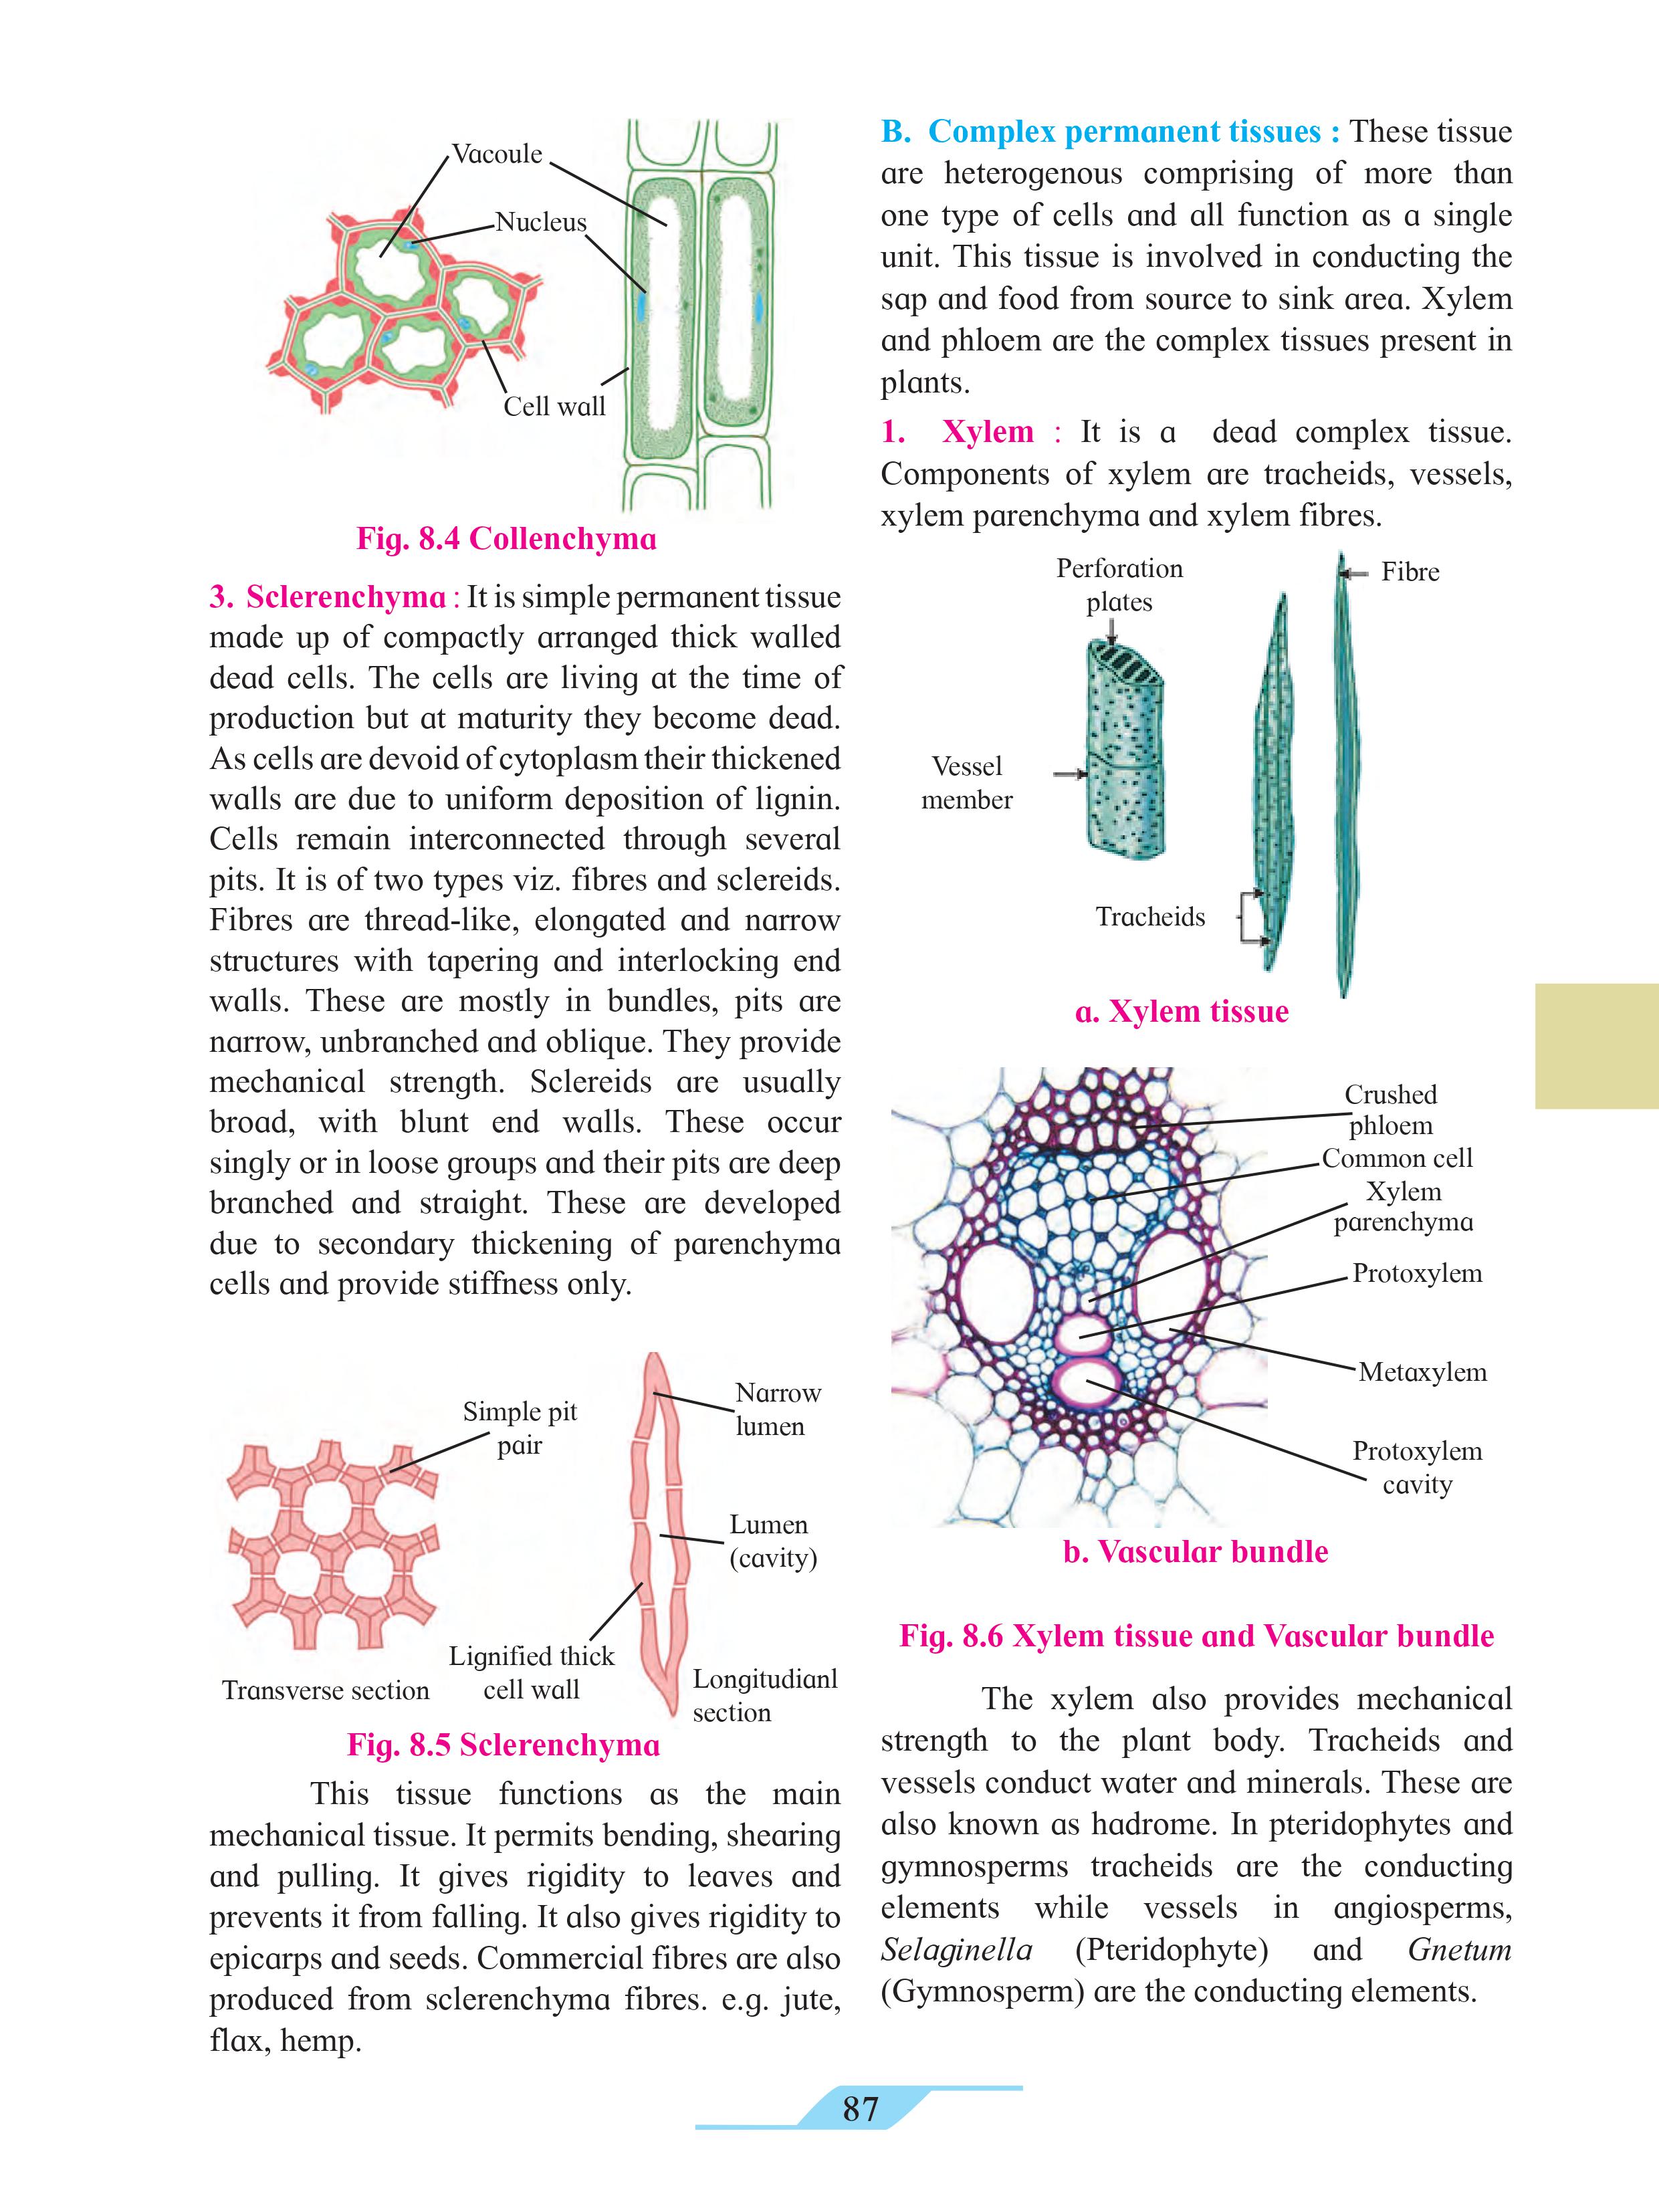 Vacoule
Nucleus
Cell wall
Fig. 8.4 Collenchyma
3. Sclerenchyma : It is simple permanent tissue
made up of compactly arranged thick walled
dead cells. The cells are living at the time of
production but at maturity they become dead.
As cells are devoid of cytoplasm their thickened
walls are due to uniform deposition of lignin.
Cells remain interconnected through several
pits. It is of two types viz. fibres and sclereids.
Fibres are thread-like, elongated and narrow
structures with tapering and interlocking end
walls. These are mostly in bundles, pits are
narrow, unbranched and oblique. They provide
mechanical strength. Sclereids are usually
broad, with blunt end walls. These occur
singly or in loose groups and their pits are deep
branched and straight. These are developed
due to secondary thickening of parenchyma
cells and provide stiffness only.
Simple pit
pair
Narrow
lumen
Lumen
(cavity)
Lignified thick
cell wall
Transverse section
Longitudianl
section
Fig. 8.5 Sclerenchyma
This tissue functions as the main
mechanical tissue. It permits bending, shearing
and pulling. It gives rigidity to leaves and
prevents it from falling. It also gives rigidity to
epicarps and seeds. Commercial fibres are also
produced from sclerenchyma fibres. e.g. jute,
flax, hemp.
B. Complex permanent tissues : These tissue
are heterogenous comprising of more than
one type of cells and all function as a single
unit. This tissue is involved in conducting the
sap and food from source to sink area. Xylem
and phloem are the complex tissues present in
plants.
1. Xylem : It is a dead complex tissue.
Components of xylem are tracheids, vessels,
xylem parenchyma and xylem fibres.
Perforation
plates
Fibre
Vessel
member
Tracheids
a. Xylem tissue
Crushed
phloem
Common cell
Xylem
parenchyma
Protoxylem
Metaxylem
Protoxylem
cavity
b. Vascular bundle
Fig. 8.6 Xylem tissue and Vascular bundle
The xylem also provides mechanical
strength to the plant body. Tracheids and
vessels conduct water and minerals. These are
also known as hadrome. In pteridophytes and
gymnosperms tracheids are the conducting
elements while vessels in angiosperms,
Selaginella (Pteridophyte) and Gnetum
(Gymnosperm) are the conducting elements.
87